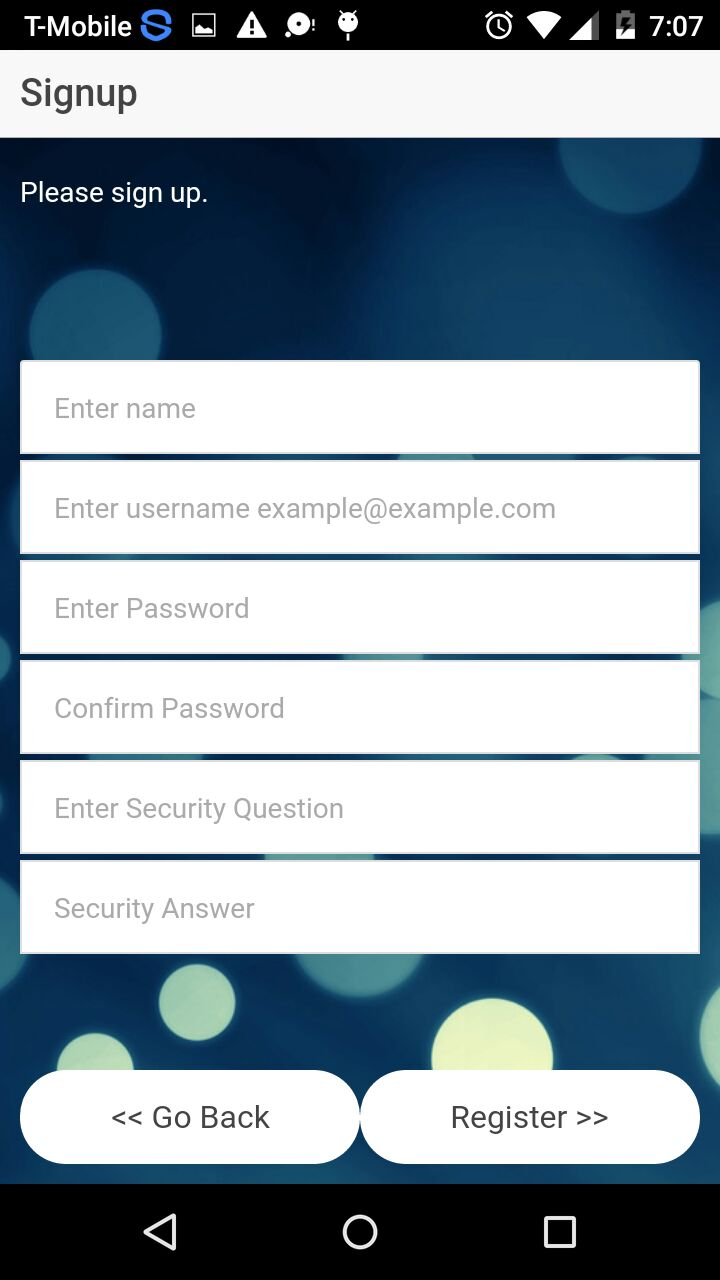 T-Mobile 7:07
Signup
Please sign up.
Enter name
Enter username example@example.com
Enter Password
Confirm Password
Enter Security Question
Security Answer
<< Go Back Register >>